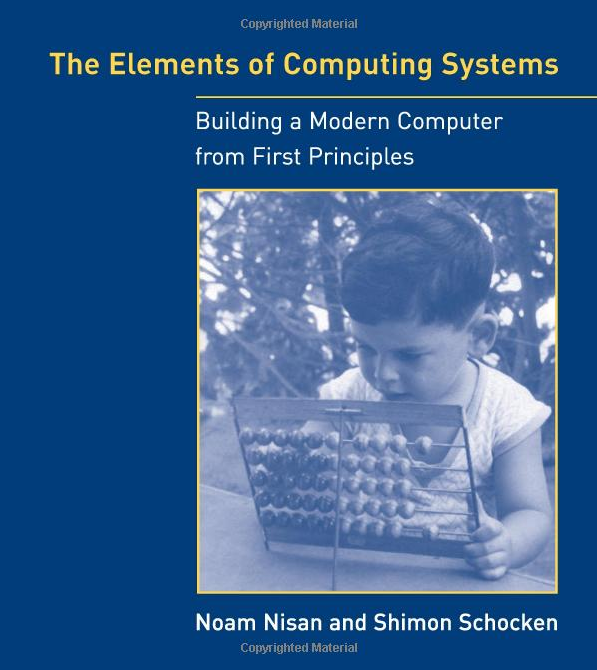 Copyrighted Material
The Elements of Computing Systems
Building a Modern Computer
from First Principles
Noam Nisan and Shimon Schocken
Copyrighted Material